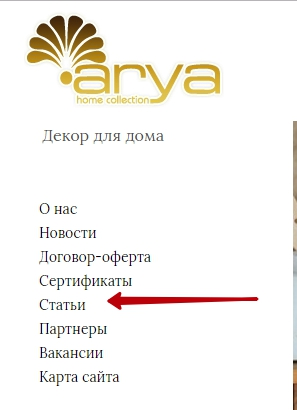 arya
home collection
Декор для дома
О нас
Новости
Договор-оферта
Сертификаты
Статьи
Партнеры
Вакансии
Карта сайта